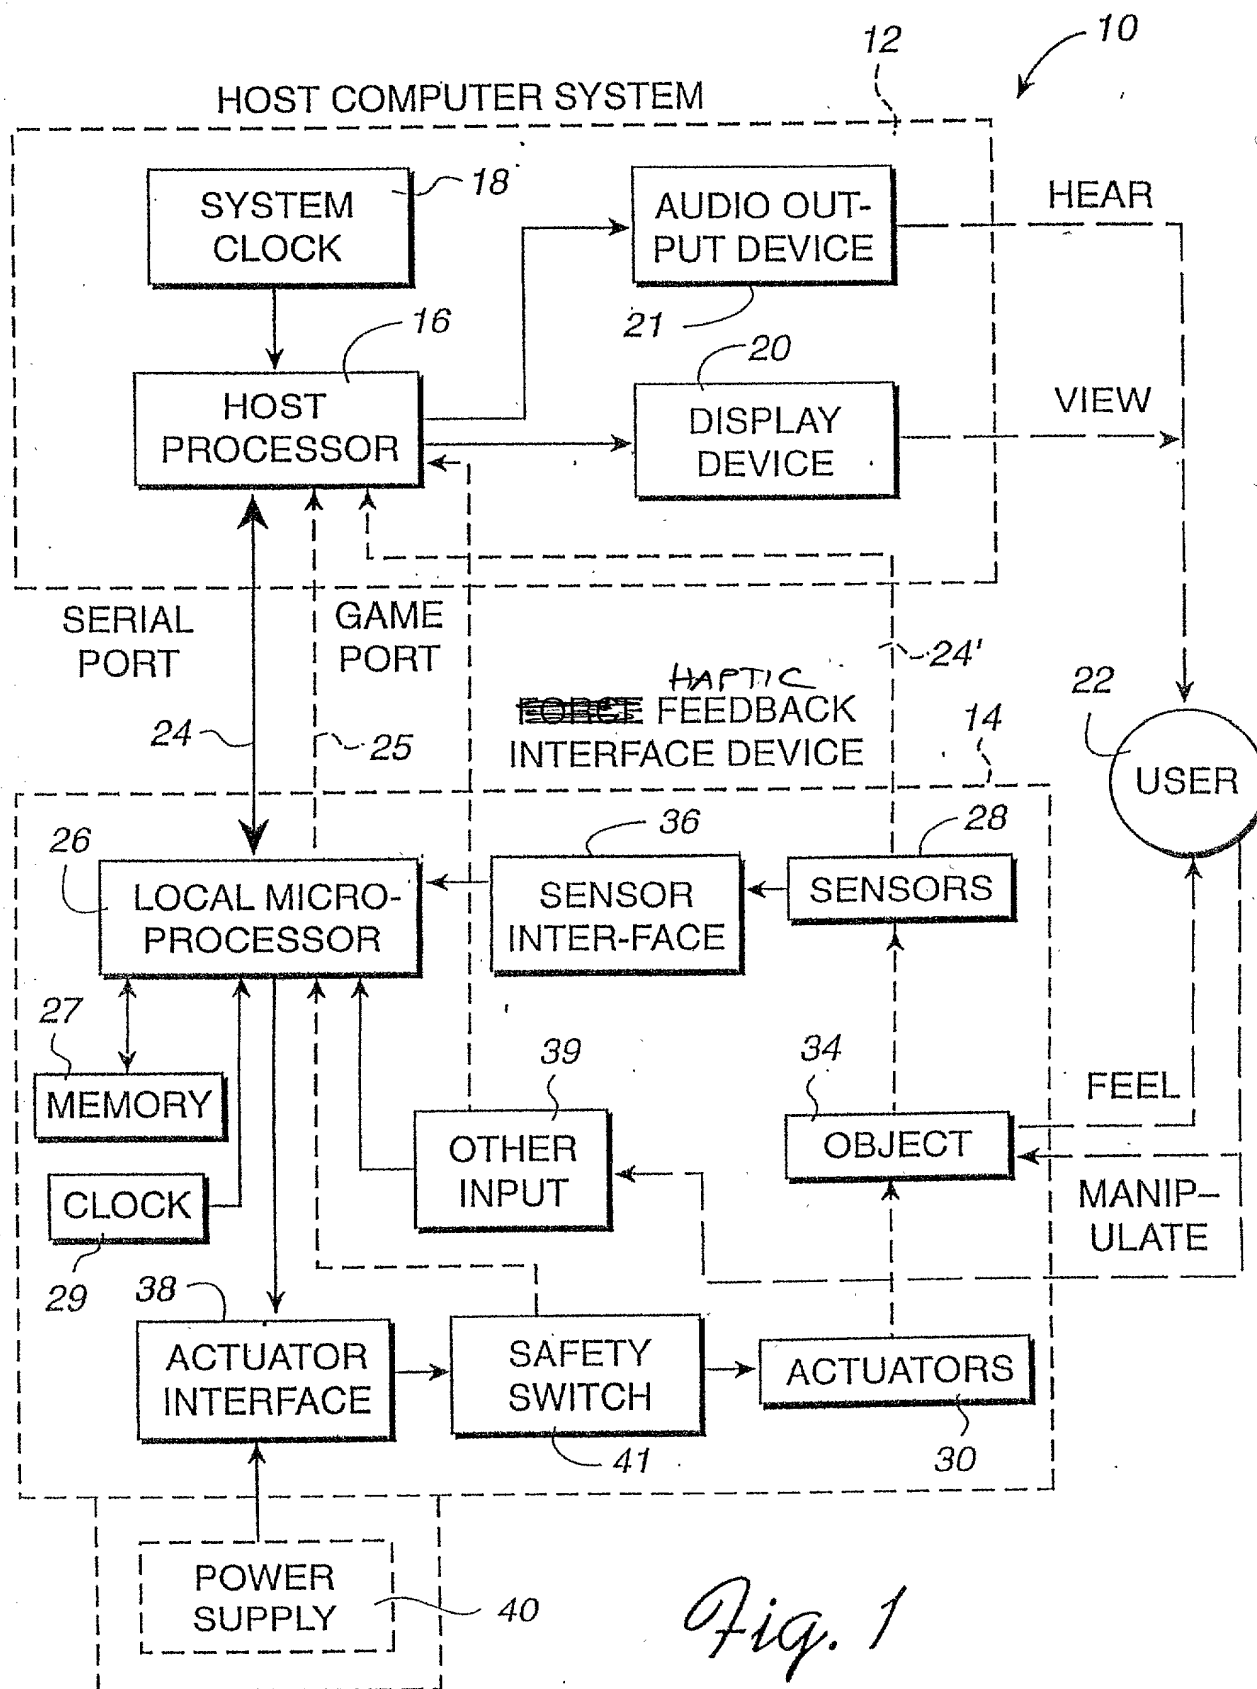 10
12
HOST COMPUTER SYSTEM
SYSTEM
CLOCK
18
AUDIO OUT-
PUT DEVICE
21
HEAR
16
HOST
PROCESSOR
20
DISPLAY
DEVICE
VIEW
SERIAL
PORT
GAME
PORT
24
25
24'
HAPTIC
FORCE FEEDBACK
INTERFACE DEVICE
14
22
USER
26
LOCAL MICRO-
PROCESSOR
36
SENSOR
INTER-FACE
28
SENSORS
27
MEMORY
CLOCK
29
39
OTHER
INPUT
34
OBJECT
FEEL
MANIP-
ULATE
38
ACTUATOR
INTERFACE
SAFETY
SWITCH
41
ACTUATORS
30
POWER
SUPPLY
40
Fig. 1